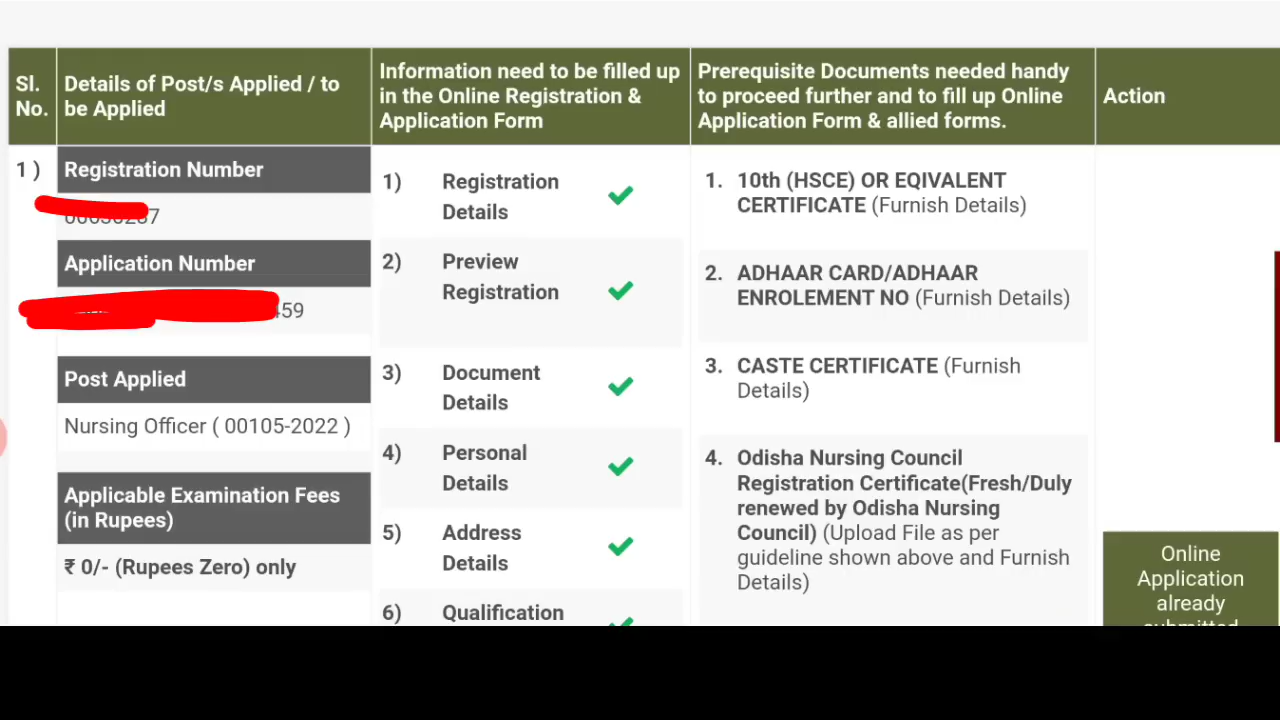 Sl. No.
Details of Post/s Applied / to be Applied
Information need to be filled up in the Online Registration & Application Form
Prerequisite Documents needed handy to proceed further and to fill up Online Application Form & allied forms.
Action
1 )
Registration Number
7
Application Number
459
Post Applied
Nursing Officer ( 00105-2022 )
Applicable Examination Fees (in Rupees)
₹ 0/- (Rupees Zero) only
1) Registration Details
2) Preview Registration
3) Document Details
4) Personal Details
5) Address Details
6) Qualification
1. 10th (HSCE) OR EQIVALENT
CERTIFICATE (Furnish Details)
2. ADHAAR CARD/ADHAAR
ENROLEMENT NO (Furnish Details)
3. CASTE CERTIFICATE (Furnish
Details)
4. Odisha Nursing Council
Registration Certificate(Fresh/Duly
renewed by Odisha Nursing
Council) (Upload File as per
guideline shown above and Furnish
Details)
Online
Application
already
submitted